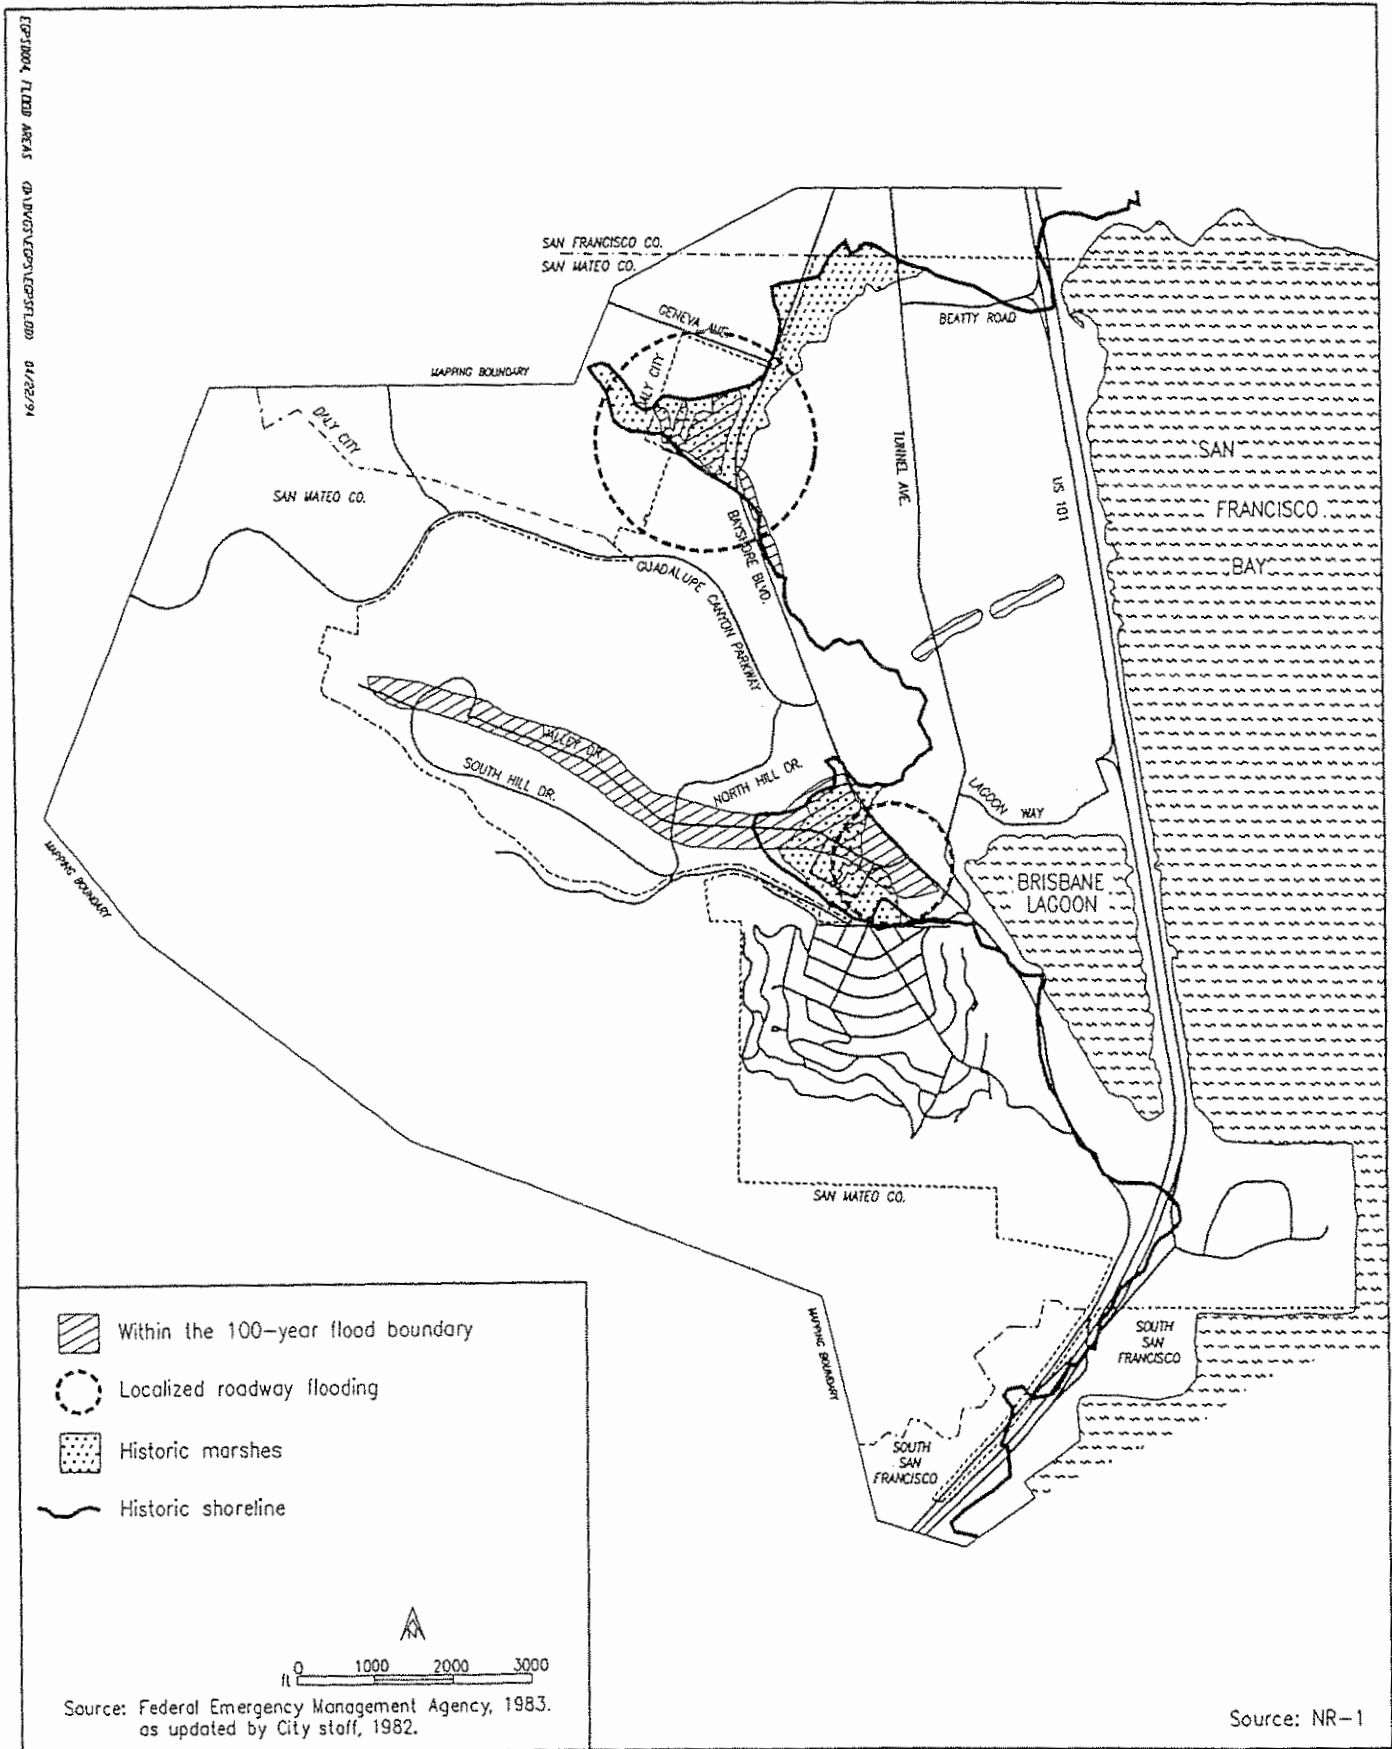 SAN FRANCISCO CO.
SAN MATEO CO.
GENEVA AVE.
BEATTY ROAD
MAPPING BOUNDARY
DALY CITY
DALY CITY
SAN MATEO CO.
TUNNEL AVE.
US 101
SAN
FRANCISCO
BAY
BAYSHORE BLVD.
GUADALUPE CANYON PARKWAY
VALLEY DR.
SOUTH HILL DR.
NORTH HILL DR.
LAGOON WAY
MAPPING BOUNDARY
BRISBANE
LAGOON
SAN MATEO CO.
MAPPING BOUNDARY
SOUTH
SAN
FRANCISCO
SOUTH
SAN
FRANCISCO
Within the 100-year flood boundary
Localized roadway flooding
Historic marshes
Historic shoreline
N
0 1000 2000 3000
ft
Source: Federal Emergency Management Agency, 1983.
as updated by City staff, 1982.
Source: NR-1
FLOOD AREAS
04/22/94